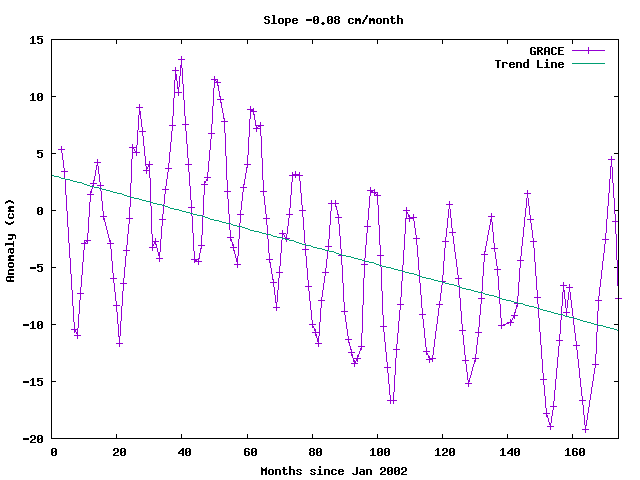 Slope -0.08 cm/month
GRACE
Trend Line
15
10
5
0
-5
-10
-15
-20
Anomaly (cm)
0 20 40 60 80 100 120 140 160
Months since Jan 2002